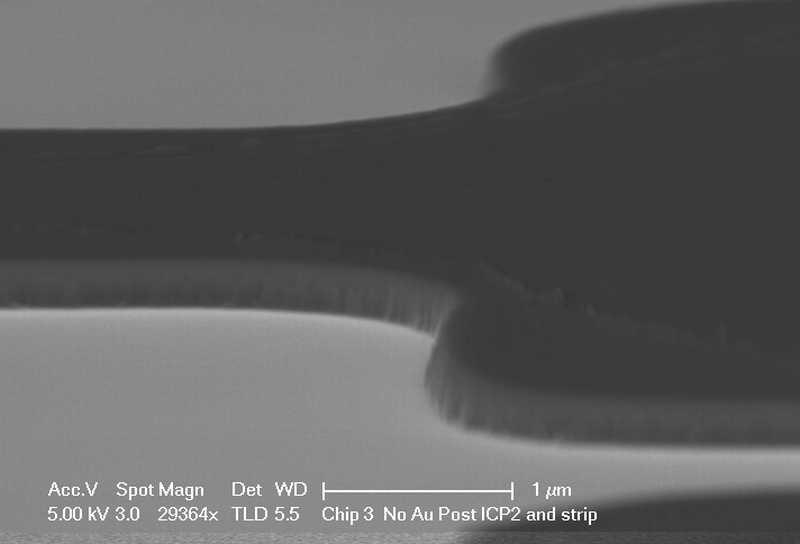 Acc.V Spot Magn Det WD 1 µm
5.00 kV 3.0 29364x TLD 5.5 Chip 3 No Au Post ICP2 and strip